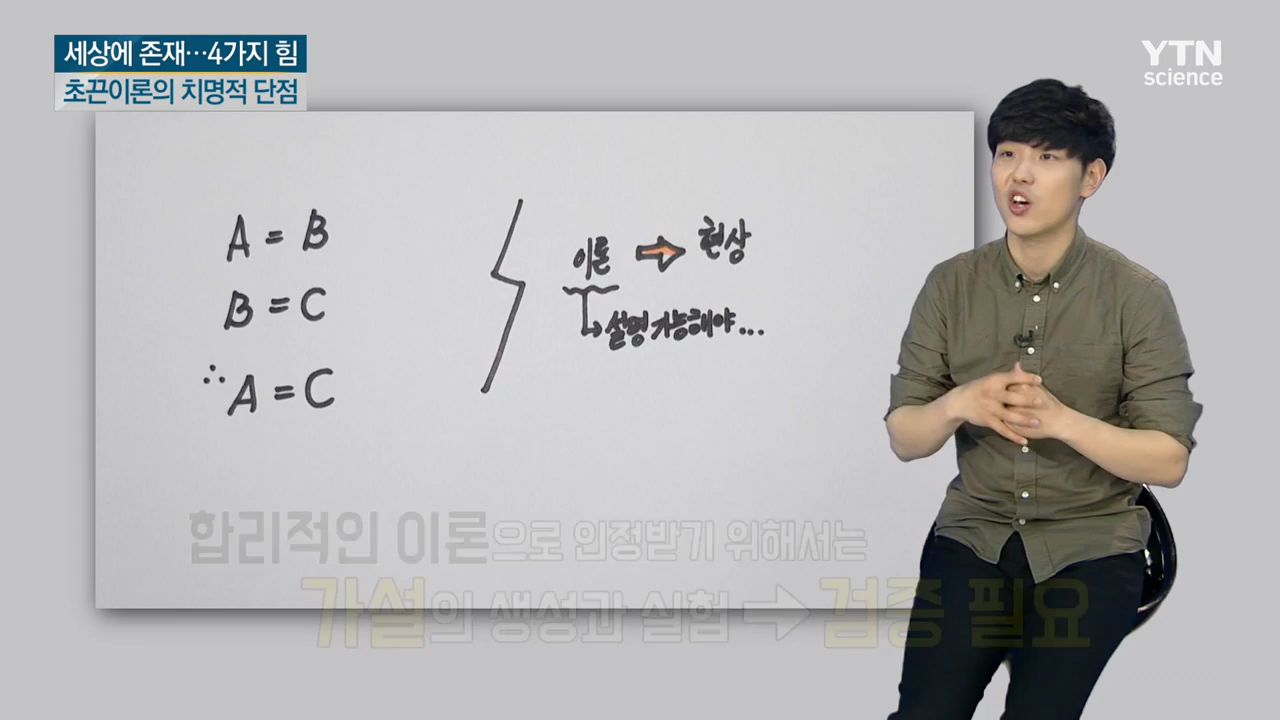 세상에 존재…4가지 힘
초끈이론의 치명적 단점
YTN
science
A = B
B = C
∴ A = C
이론 ➡ 현상
↳ 설명 가능해야...
합리적인 이론으로 인정받기 위해서는
가설의 생성과 실험 → 검증 필요